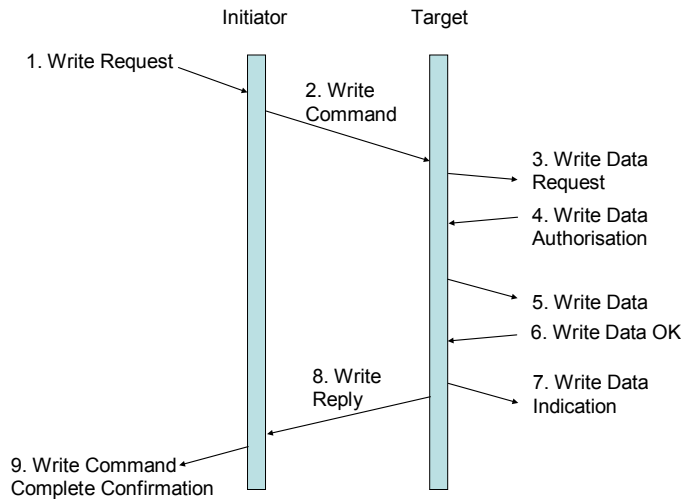 Initiator
Target
1. Write Request
2. Write
Command
3. Write Data
Request
4. Write Data
Authorisation
5. Write Data
6. Write Data OK
8. Write
Reply
7. Write Data
Indication
9. Write Command
Complete Confirmation